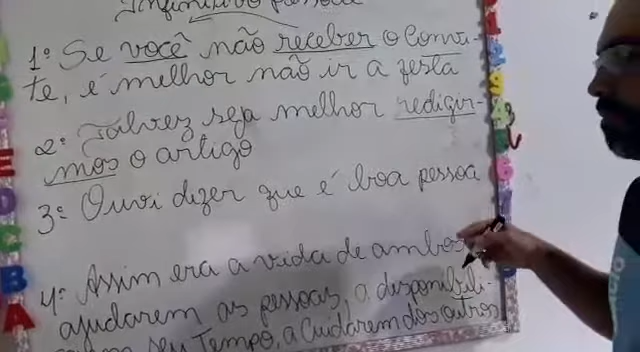 Infinitivo pessoal
1º Se você não receber o convi-
te, é melhor não ir a festa
2º Talvez seja melhor redigir-
mos o artigo
3º Ouvi dizer que é boa pessoa
4º Assim era a vida de ambos
ajudarem as pessoas, a disponibili-
seu tempo, a cuidarem dos outros